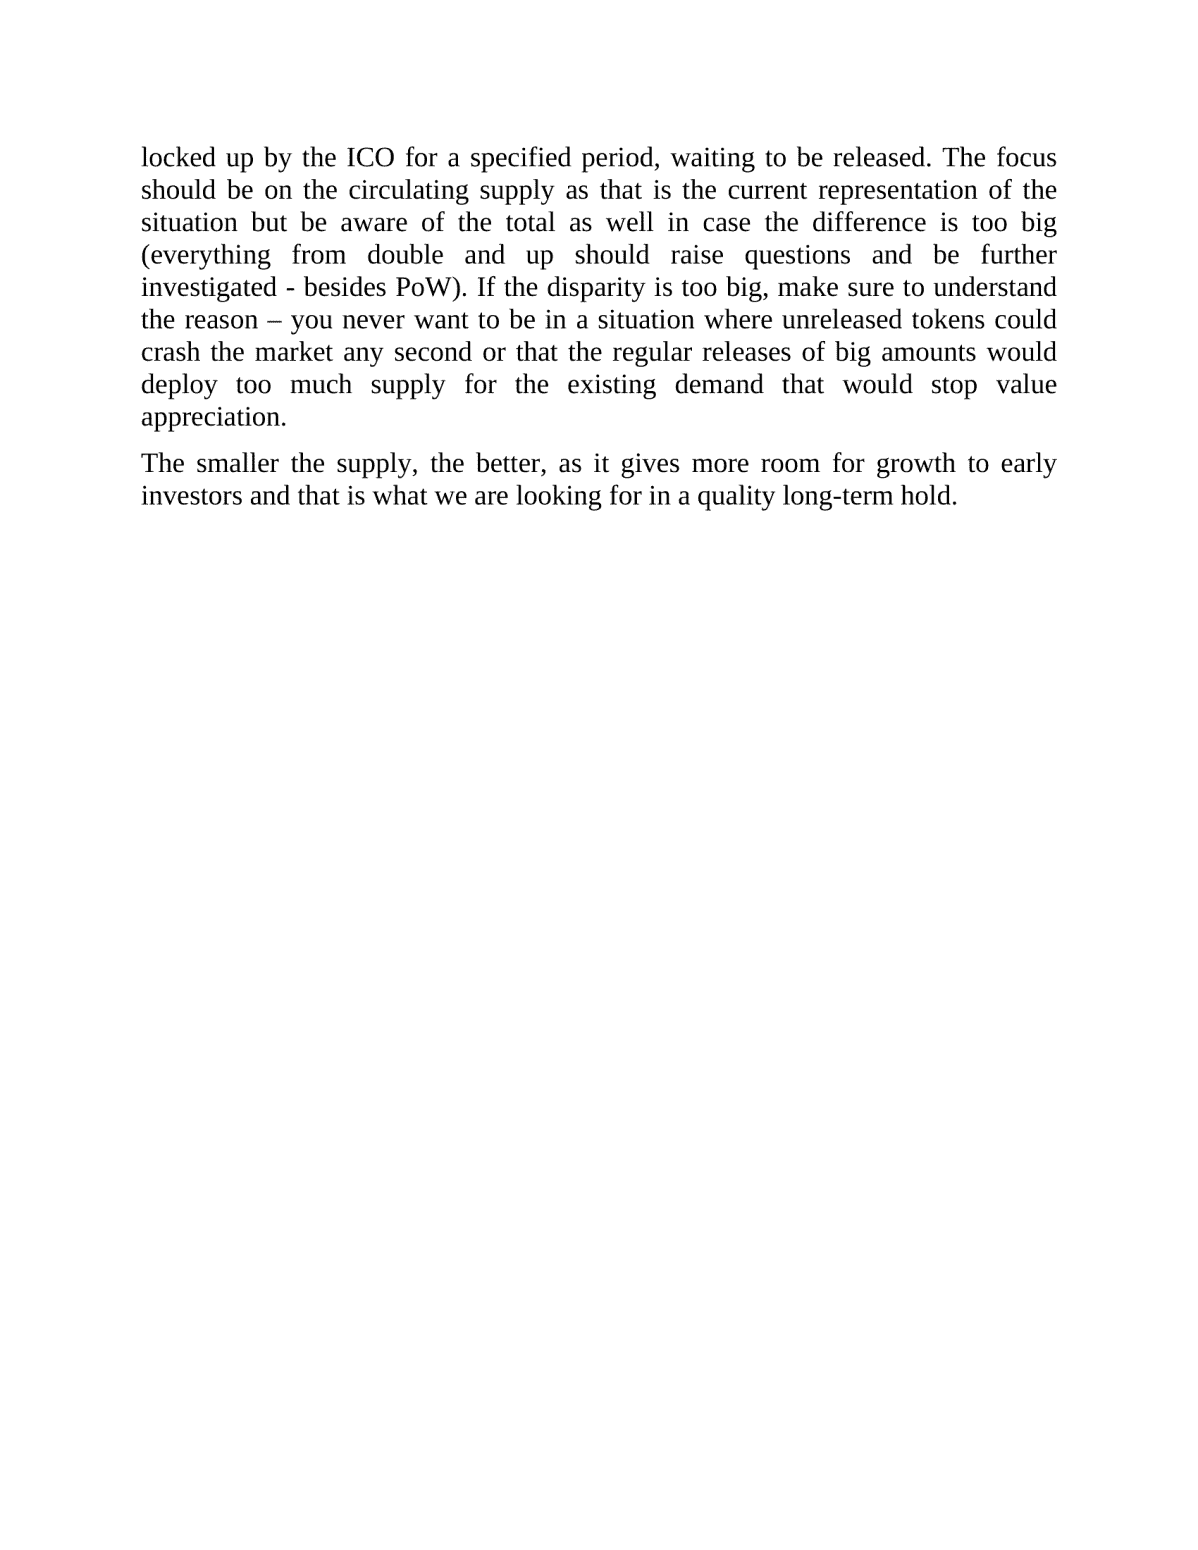 locked up by the ICO for a specified period, waiting to be released. The focus
should be on the circulating supply as that is the current representation of the
situation but be aware of the total as well in case the difference is too big
(everything from double and up should raise questions and be further
investigated - besides PoW). If the disparity is too big, make sure to understand
the reason – you never want to be in a situation where unreleased tokens could
crash the market any second or that the regular releases of big amounts would
deploy too much supply for the existing demand that would stop value
appreciation.
The smaller the supply, the better, as it gives more room for growth to early
investors and that is what we are looking for in a quality long-term hold.